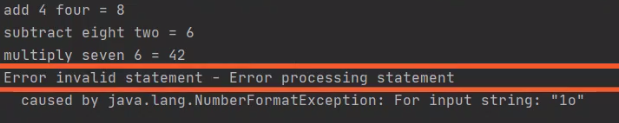 add 4 four = 8
subtract eight two = 6
multiply seven 6 = 42
Error invalid statement - Error processing statement
  caused by java.lang.NumberFormatException: For input string: "1o"